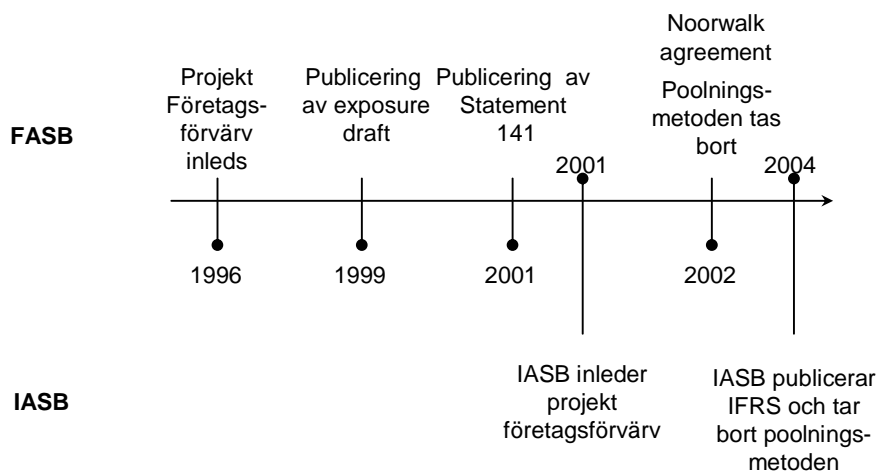 Noorwalk
agreement
Projekt
Företags-
förvärv
inleds
Publicering
av exposure
draft
Publicering av
Statement
141
Poolnings-
metoden tas
bort
FASB
2001
2004
1996
1999
2001
2002
IASB
IASB inleder
projekt
företagsförvärv
IASB publicerar
IFRS och tar
bort poolnings-
metoden